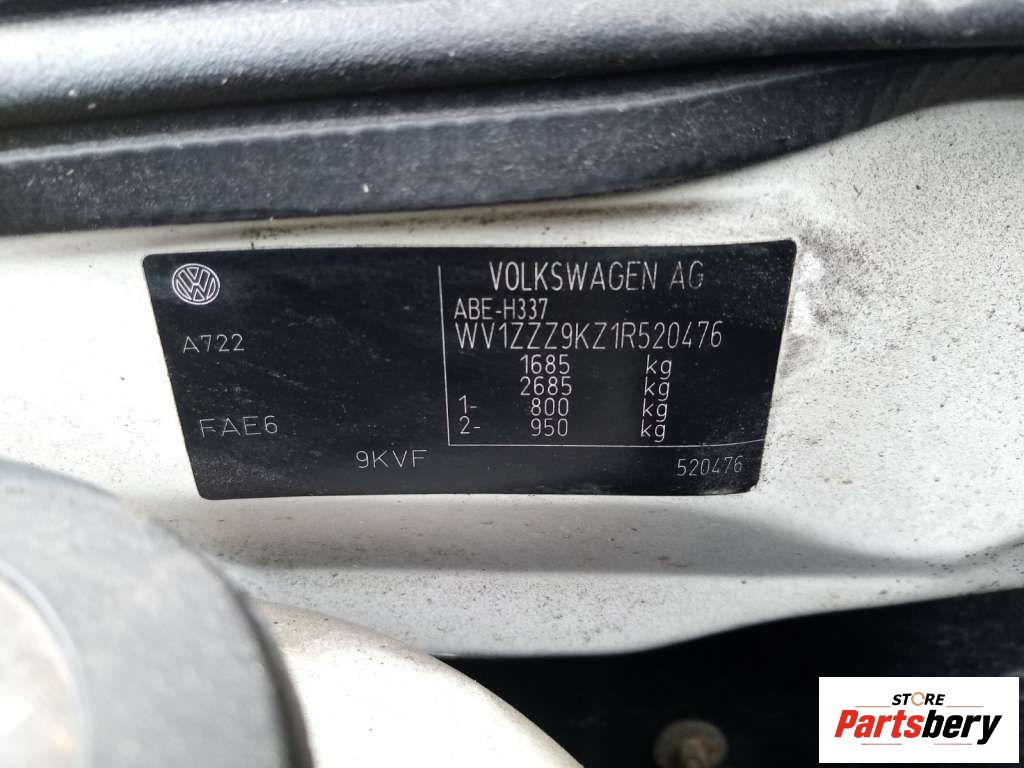 VW
A722
FAE6
9KVF
VOLKSWAGEN AG
ABE-H337
WV1ZZZ9KZ1R520476
1685 kg
2685 kg
1- 800 kg
2- 950 kg
520476
STORE
Partsbery